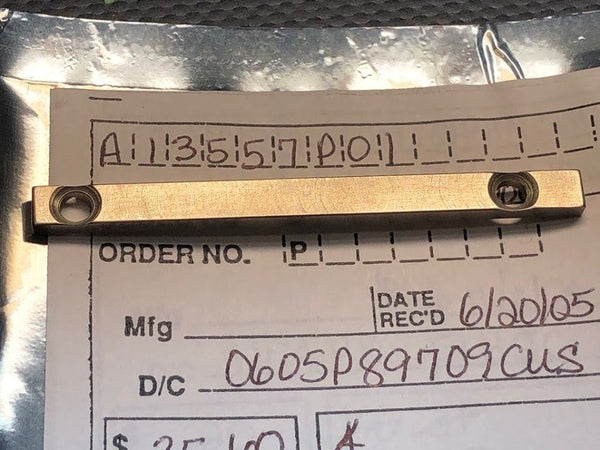 A13557P01
ORDER NO. P
DATE
REC'D 6/20/05
Mfg
D/C 0605P89709CUS
$